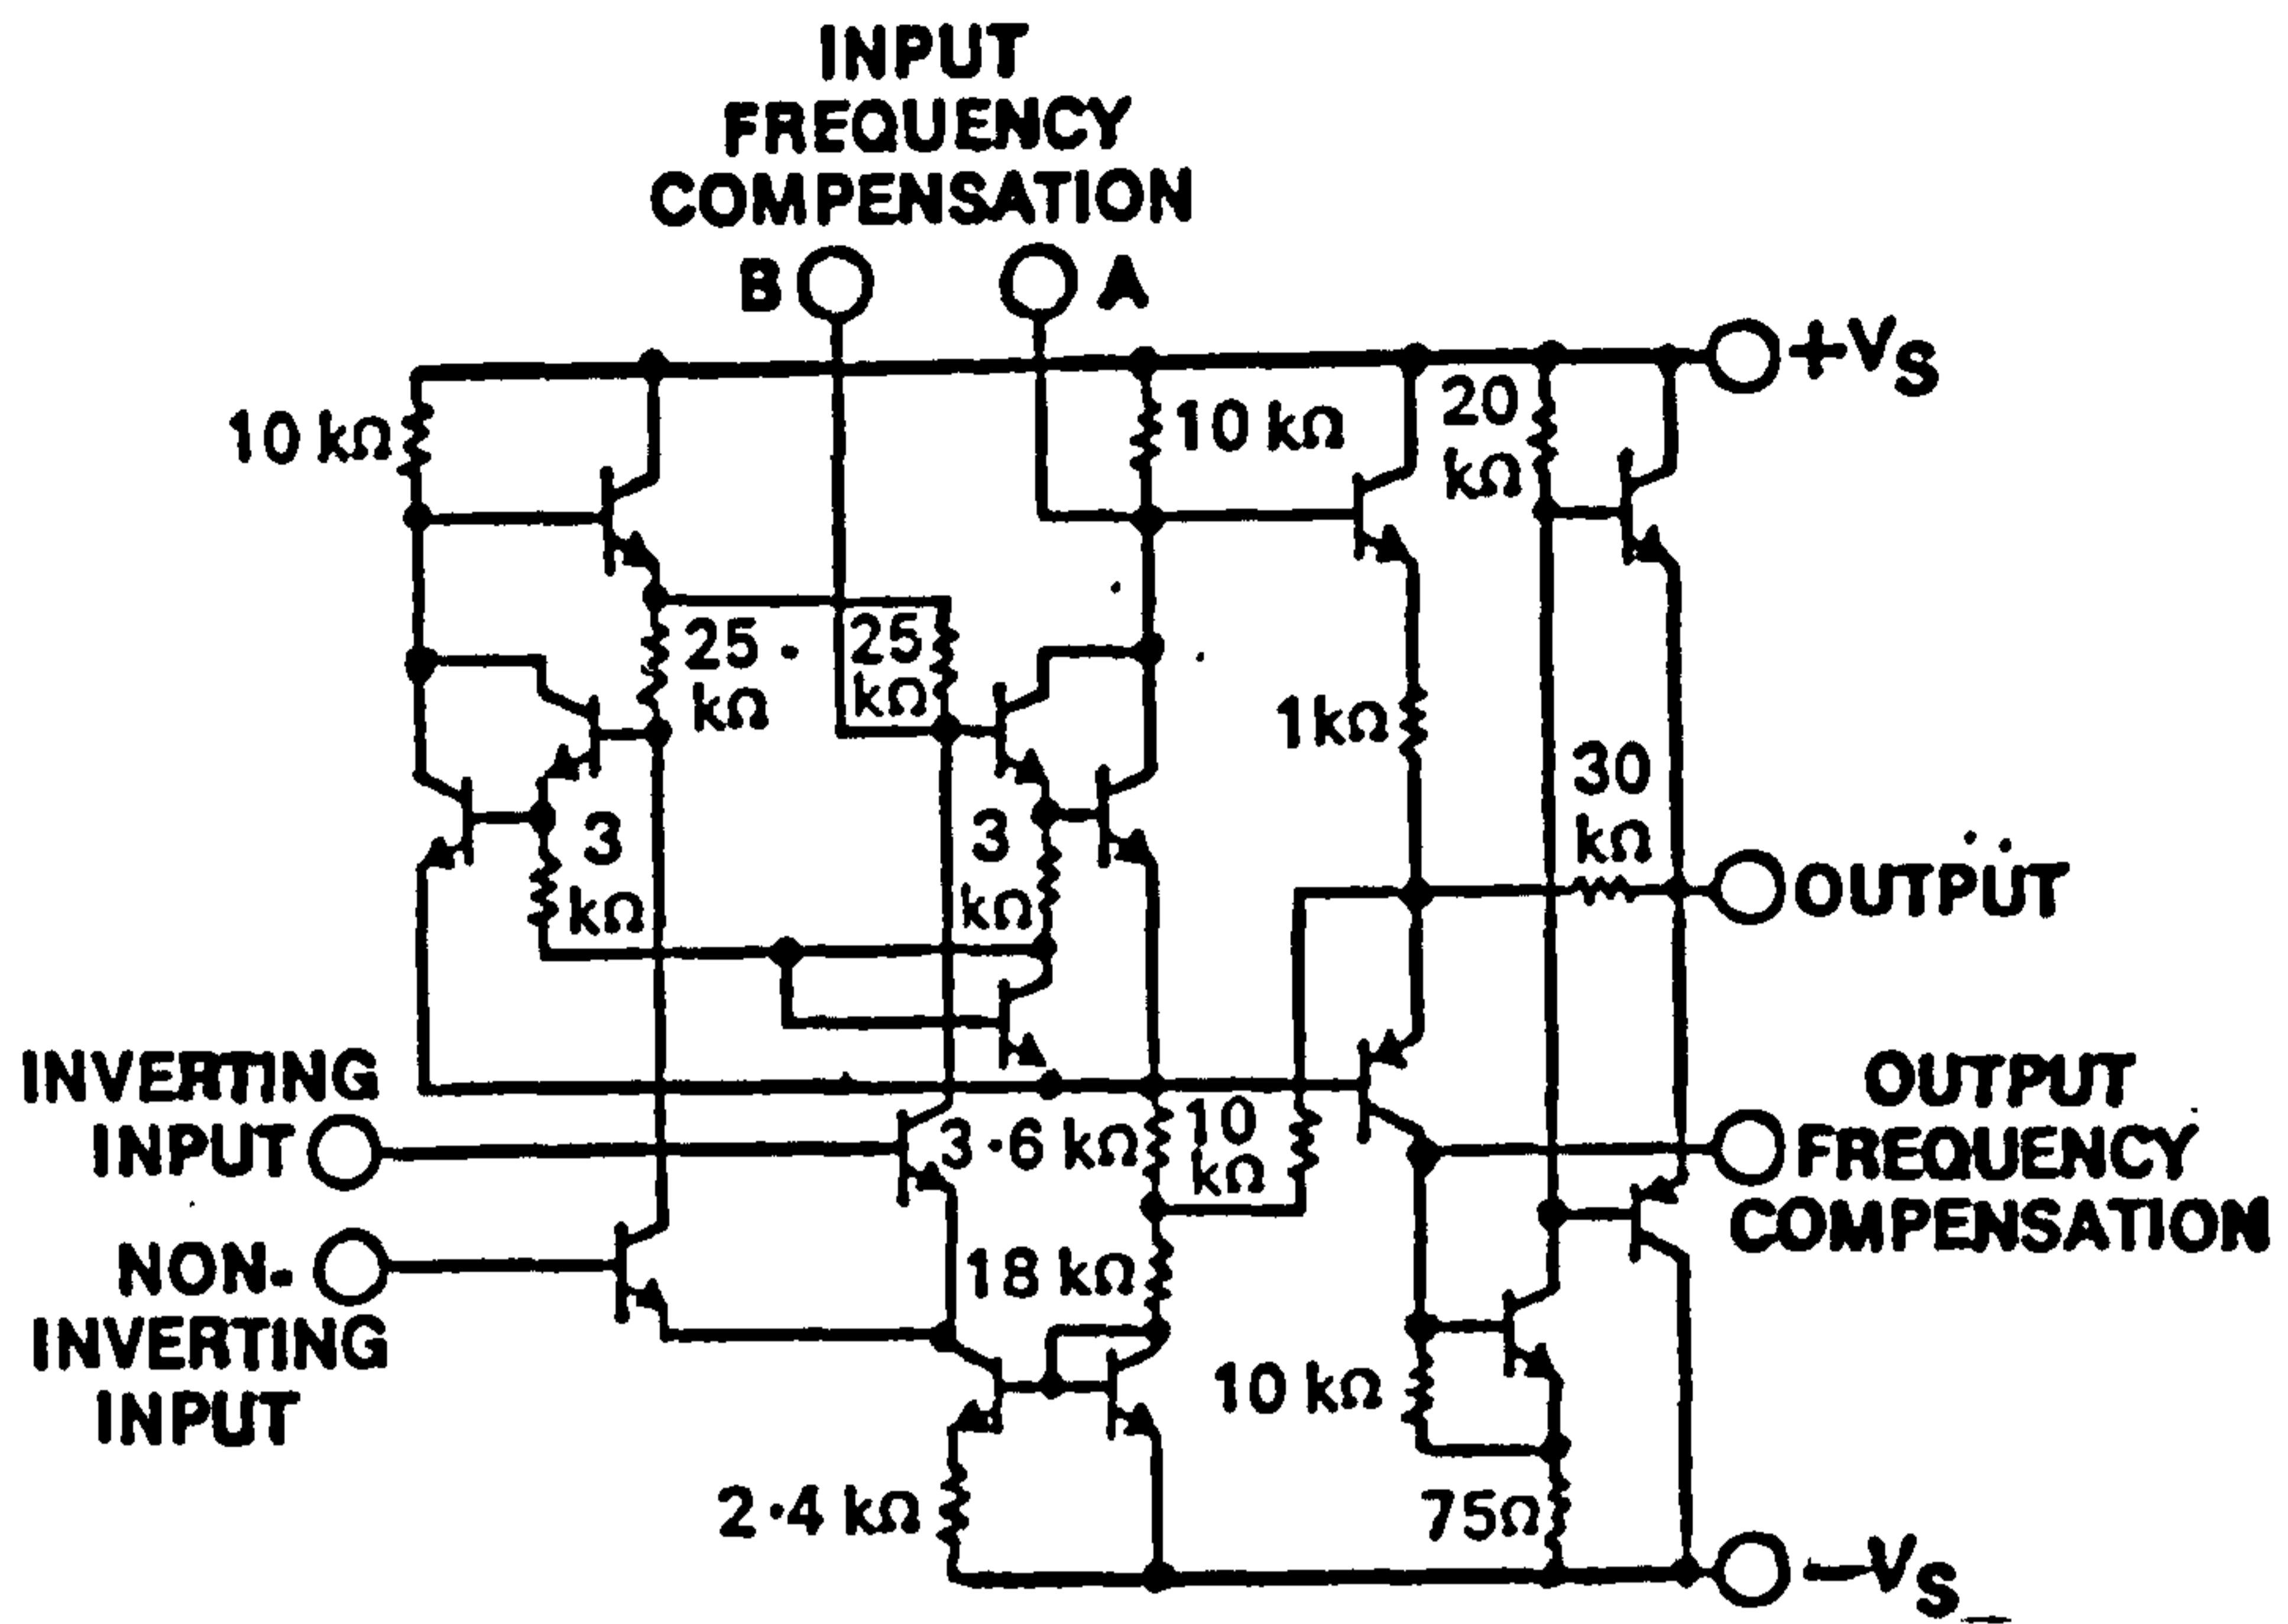 INPUT
FREQUENCY
COMPENSATION
B
A
+VS
10 kΩ
10 kΩ
20
kΩ
25
kΩ
25
kΩ
1kΩ
30
kΩ
3
kΩ
3
kΩ
OUTPUT
INVERTING
INPUT
3·6 kΩ
10
kΩ
OUTPUT
FREQUENCY
COMPENSATION
NON-
INVERTING
INPUT
18 kΩ
10 kΩ
2·4 kΩ
75Ω
—VS